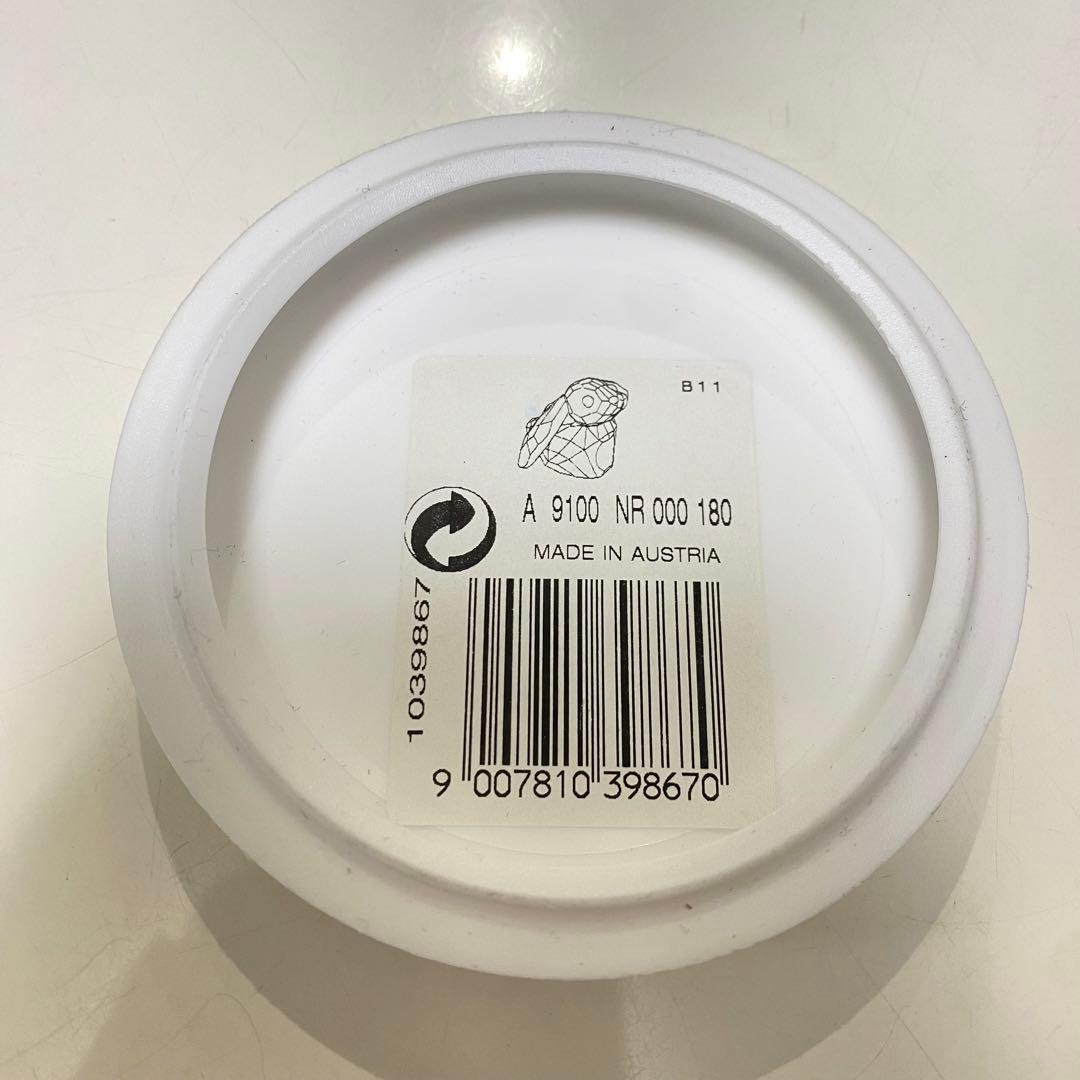 B11
A 9100 NR 000 180
MADE IN AUSTRIA
1039867
9 007810 398670